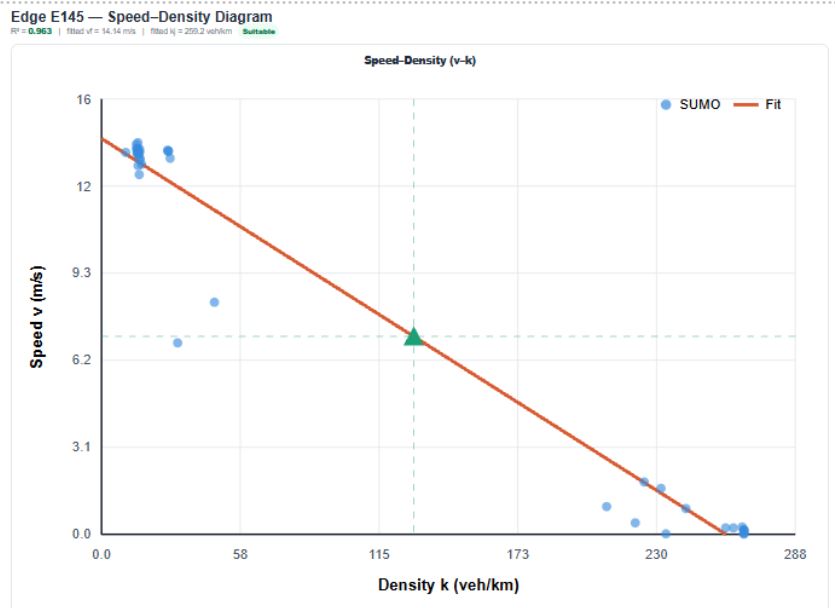 Edge E145 — Speed–Density Diagram
R² = 0.963 | fitted vf = 14.14 m/s | fitted kj = 259.2 veh/km Suitable
Speed–Density (v–k)
SUMO Fit
16
12
9.3
6.2
3.1
0.0
Speed v (m/s)
0.0 58 115 173 230 288
Density k (veh/km)